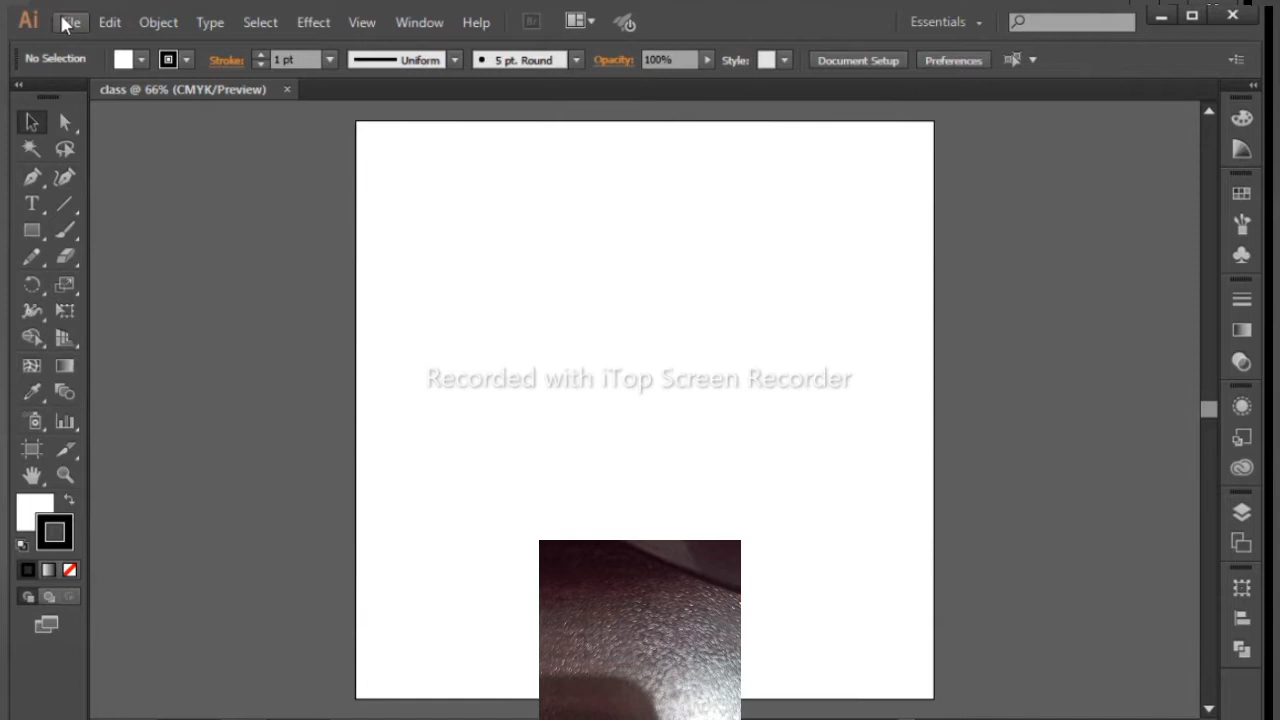 Ai File Edit Object Type Select Effect View Window Help Br Essentials
No Selection Stroke: 1 pt Uniform 5 pt. Round Opacity: 100% Style: Document Setup Preferences
class @ 66% (CMYK/Preview) ×
Recorded with iTop Screen Recorder